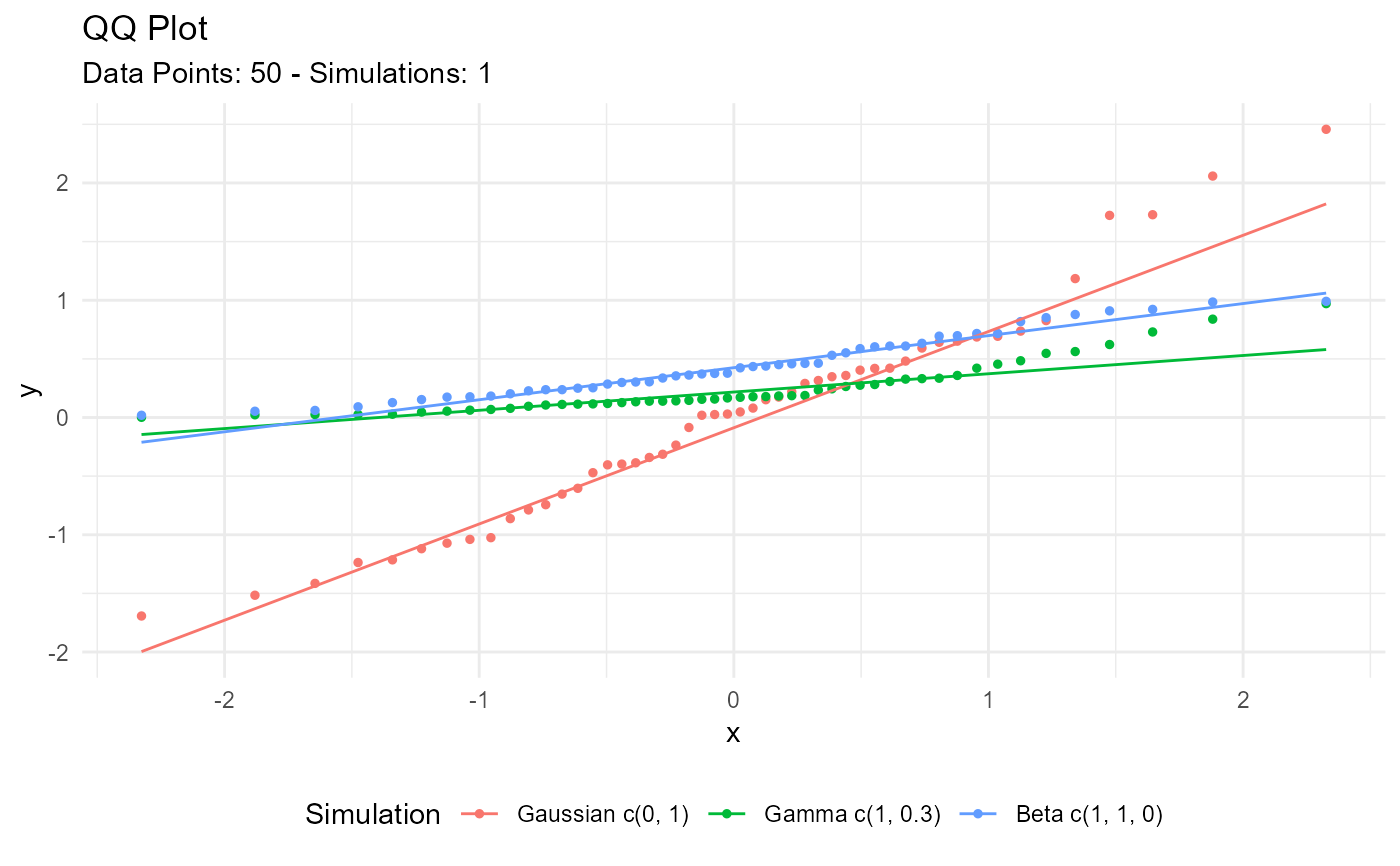 QQ Plot
Data Points: 50 - Simulations: 1
y
2
1
0
-1
-2
-2 -1 0 1 2
x
Simulation Gaussian c(0, 1) Gamma c(1, 0.3) Beta c(1, 1, 0)